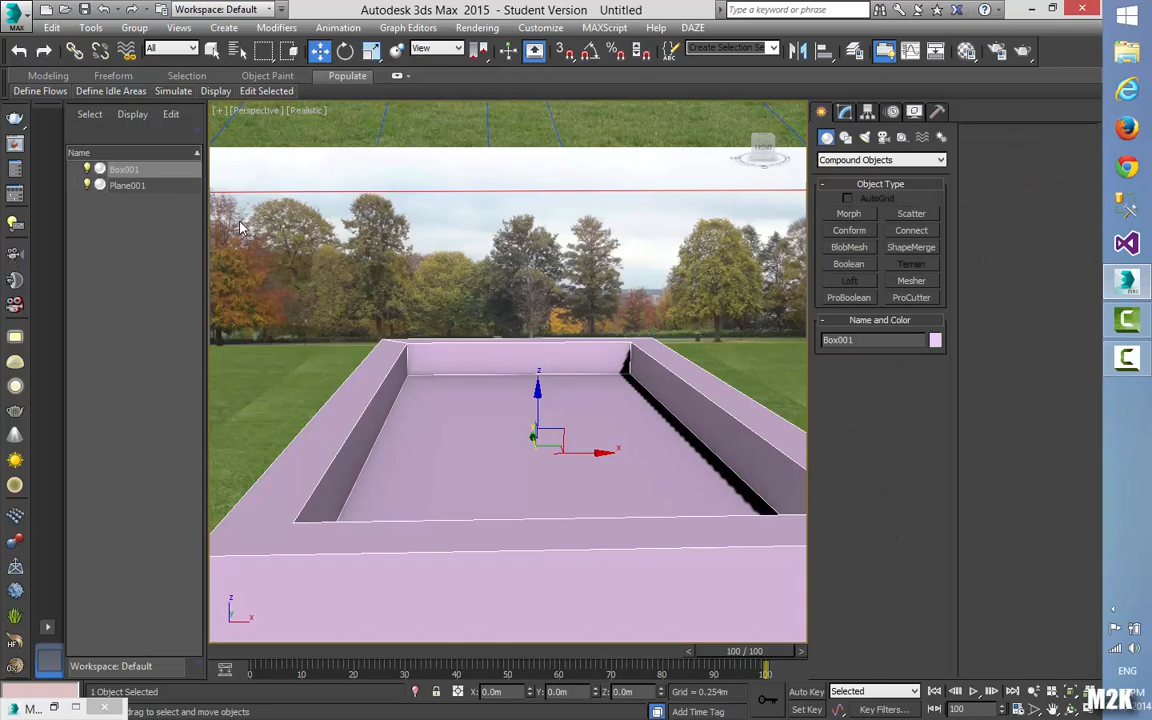 MAX
Workspace: Default
Autodesk 3ds Max  2015  - Student Version    Untitled
Type a keyword or phrase
Edit Tools Group Views Create Modifiers Animation Graph Editors Rendering Customize MAXScript Help DAZE
All View Create Selection Se
Modeling Freeform Selection Object Paint Populate
Define Flows Define Idle Areas Simulate Display Edit Selected
Select Display Edit
[+] [Perspective] [Realistic]
Name
Box001
Plane001
FRONT
Compound Objects
Object Type
AutoGrid
Morph Scatter
Conform Connect
BlobMesh ShapeMerge
Boolean Terrain
Loft Mesher
ProBoolean ProCutter
Name and Color
Box001
z
x
z
y
x
HF
Workspace: Default
100 / 100
0 10 20 30 40 50 60 70 80 90 100
1 Object Selected
X: 0.0m Y: 0.0m Z: 0.0m Grid = 0.254m
Auto Key Selected
drag to select and move objects
Add Time Tag
Set Key Key Filters... 100
M...
ENG
M2K